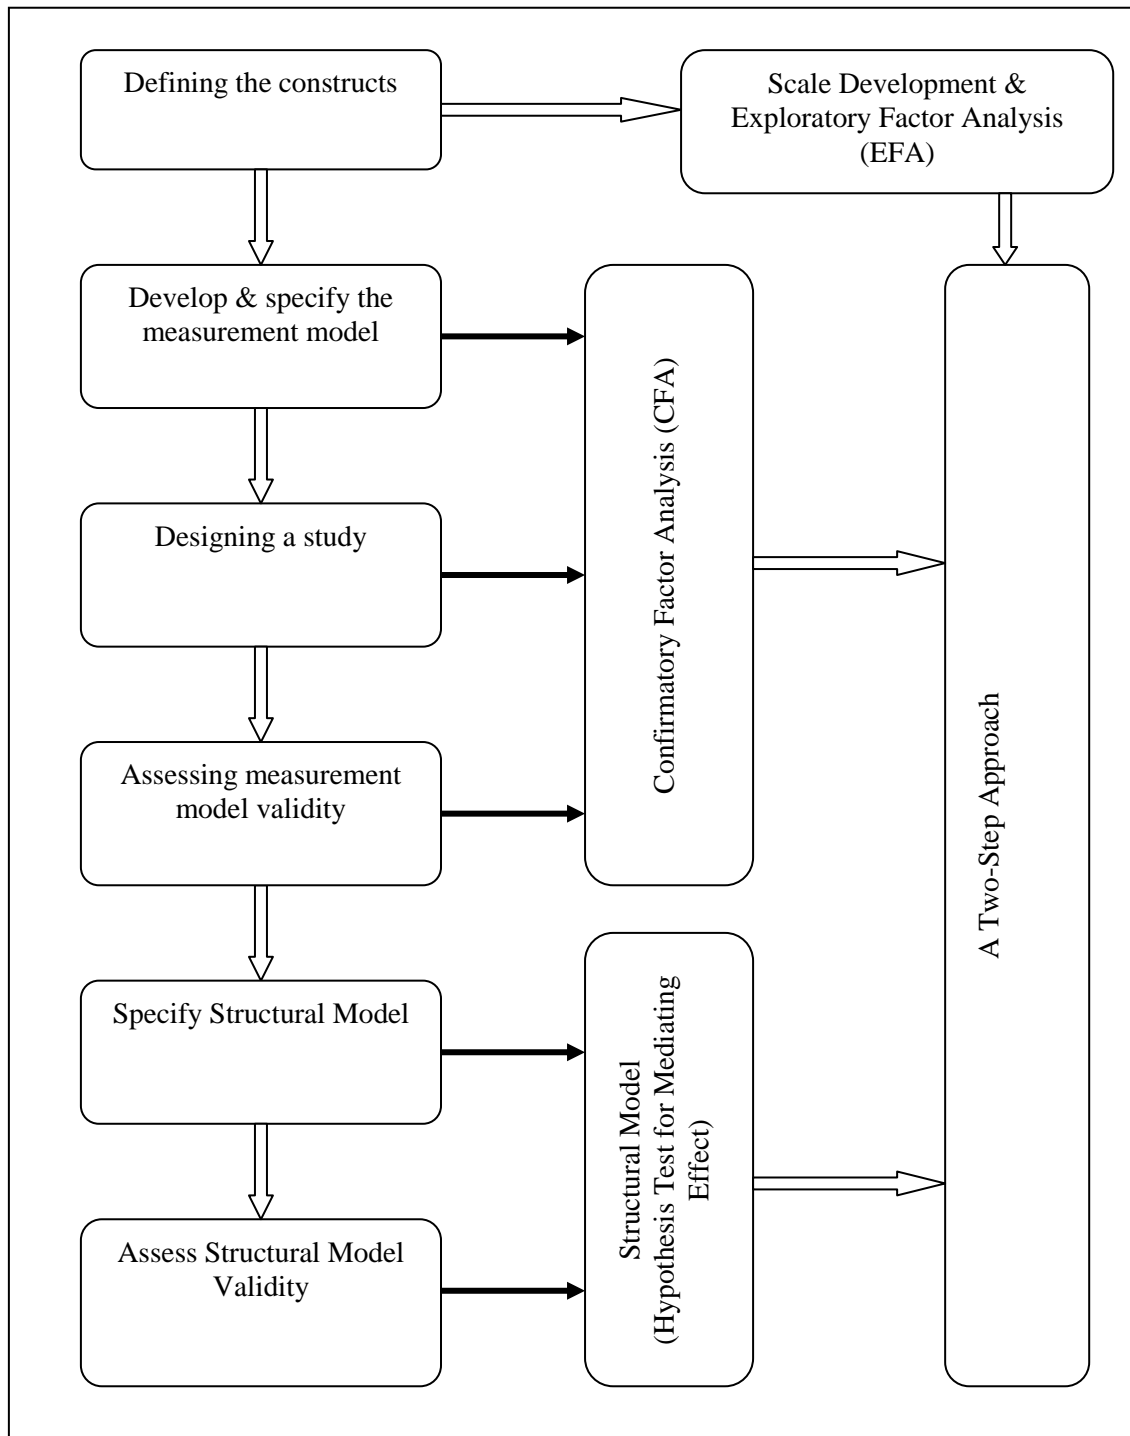 Defining the constructs
Scale Development &
Exploratory Factor Analysis
(EFA)
Develop & specify the
measurement model
Confirmatory Factor Analysis (CFA)
Designing a study
Assessing measurement
model validity
A Two-Step Approach
Specify Structural Model
Structural Model
(Hypothesis Test for Mediating
Effect)
Assess Structural Model
Validity